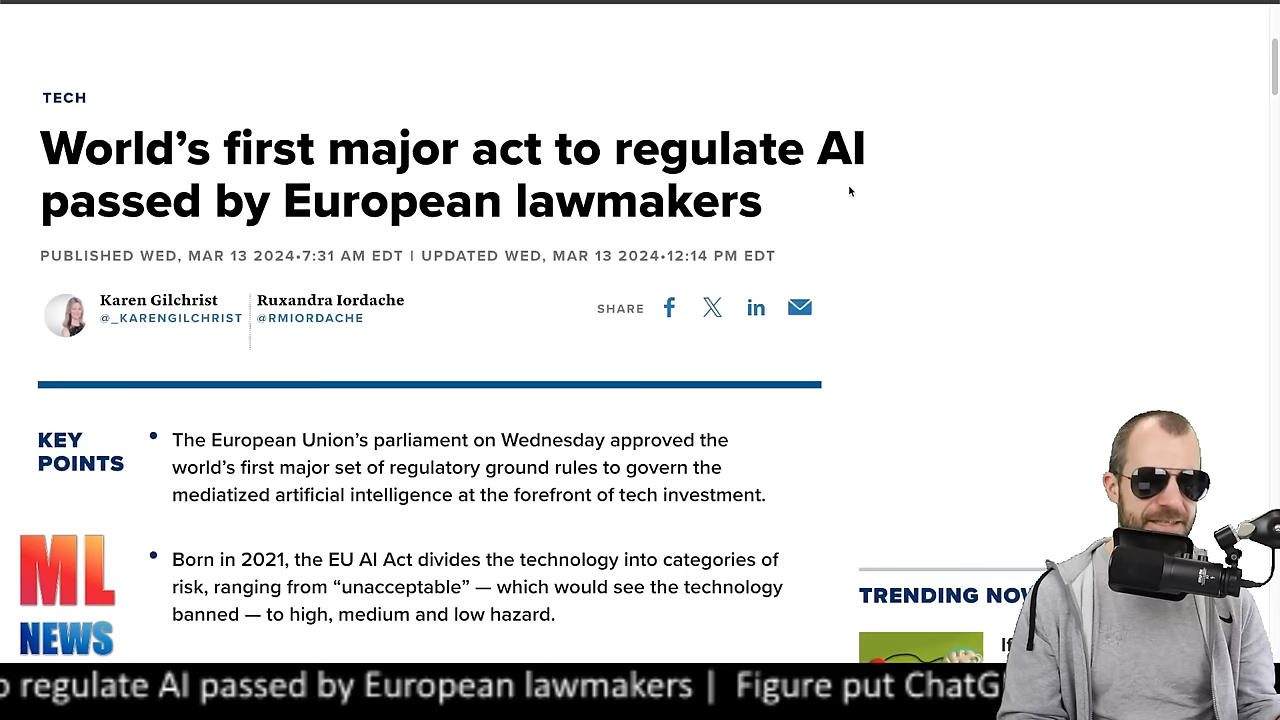 TECH
World’s first major act to regulate AI
passed by European lawmakers
PUBLISHED WED, MAR 13 2024•7:31 AM EDT | UPDATED WED, MAR 13 2024•12:14 PM EDT
Karen Gilchrist
@_KARENGILCHRIST
Ruxandra Iordache
@RMIORDACHE
SHARE
KEY
POINTS
• The European Union’s parliament on Wednesday approved the
world’s first major set of regulatory ground rules to govern the
mediatized artificial intelligence at the forefront of tech investment.
• Born in 2021, the EU AI Act divides the technology into categories of
risk, ranging from “unacceptable” — which would see the technology
banned — to high, medium and low hazard.
TRENDING
ML
NEWS
regulate AI passed by European lawmakers | Figure put